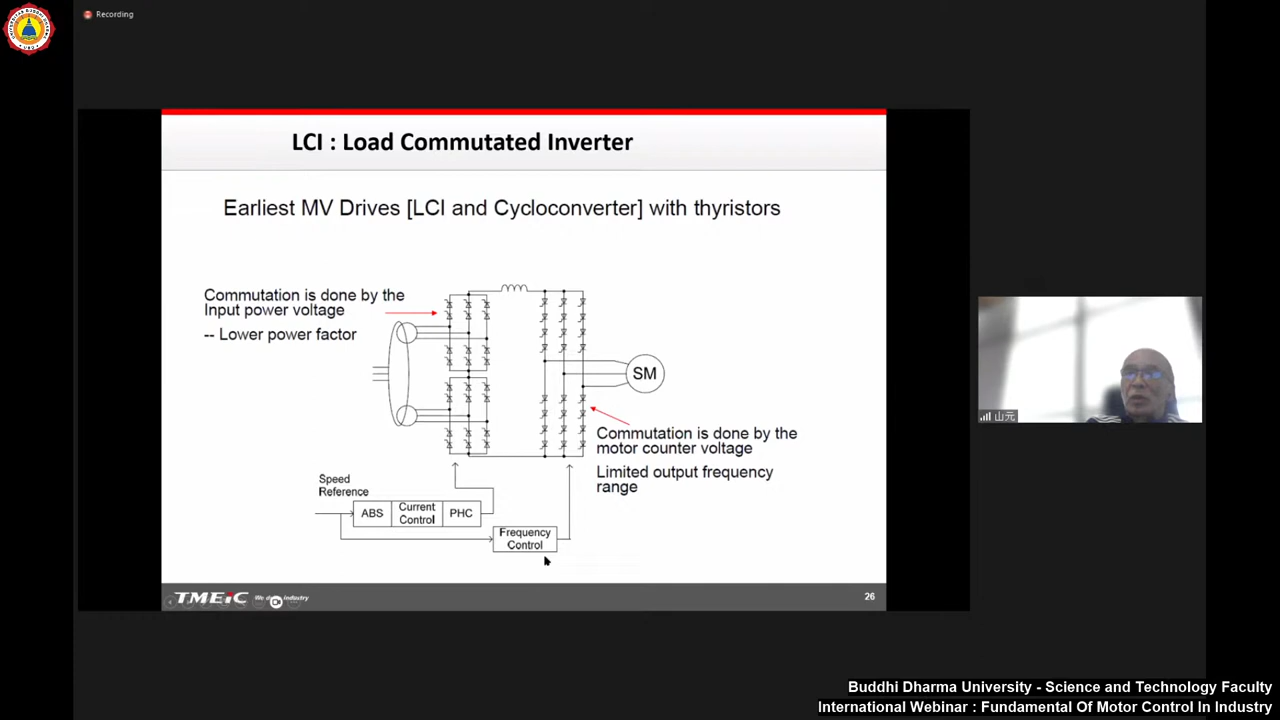 Recording
LCI : Load Commutated Inverter
Earliest MV Drives [LCI and Cycloconverter] with thyristors
Commutation is done by the
Input power voltage
-- Lower power factor
SM
Commutation is done by the
motor counter voltage
Limited output frequency
range
Speed
Reference
ABS
Current
Control
PHC
Frequency
Control
TMEiC
We drive industry
26
山元
Buddhi Dharma University - Science and Technology Faculty
International Webinar : Fundamental Of Motor Control In Industry